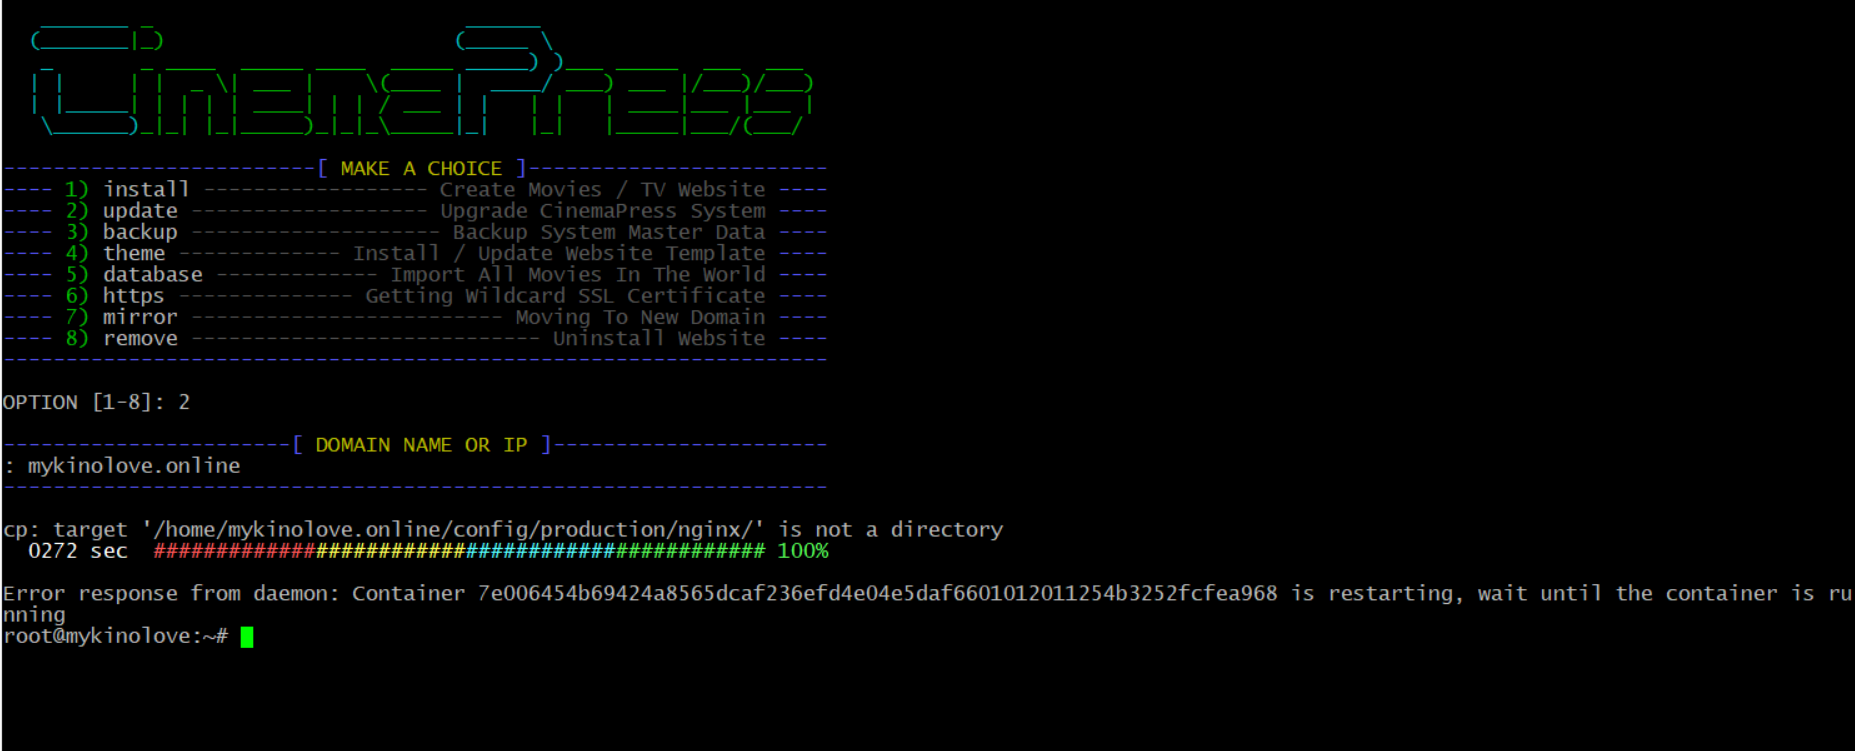 CinemaPress
-------------------------[ MAKE A CHOICE ]------------------------
---- 1) install ------------------ Create Movies / TV Website ----
---- 2) update ------------------- Upgrade CinemaPress System ----
---- 3) backup -------------------- Backup System Master Data ----
---- 4) theme ------------- Install / Update Website Template ----
---- 5) database ------------- Import All Movies In The World ----
---- 6) https -------------- Getting Wildcard SSL Certificate ----
---- 7) mirror ------------------------- Moving To New Domain ----
---- 8) remove ---------------------------- Uninstall Website ----
------------------------------------------------------------------
OPTION [1-8]: 2
-----------------------[ DOMAIN NAME OR IP ]----------------------
: mykinolove.online
------------------------------------------------------------------
cp: target '/home/mykinolove.online/config/production/nginx/' is not a directory
0272 sec ################################################# 100%
Error response from daemon: Container 7e006454b69424a8565dcaf236efd4e04e5daf6601012011254b3252fcfea968 is restarting, wait until the container is ru
nning
root@mykinolove:~#